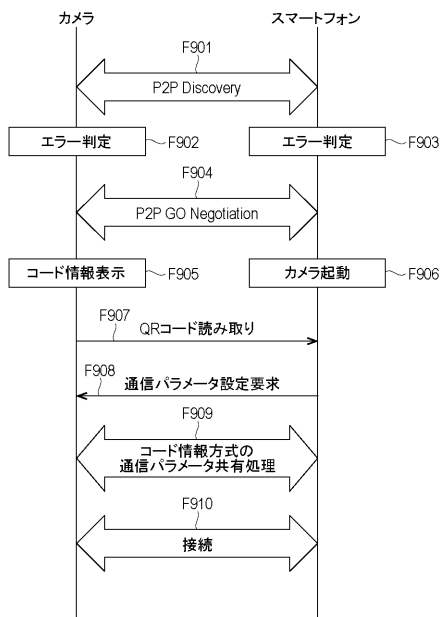 カメラ
スマートフォン
F901
P2P Discovery
エラー判定
F902
エラー判定
F903
F904
P2P GO Negotiation
コード情報表示
F905
カメラ起動
F906
F907
QRコード読み取り
F908
通信パラメータ設定要求
F909
コード情報方式の
通信パラメータ共有処理
F910
接続